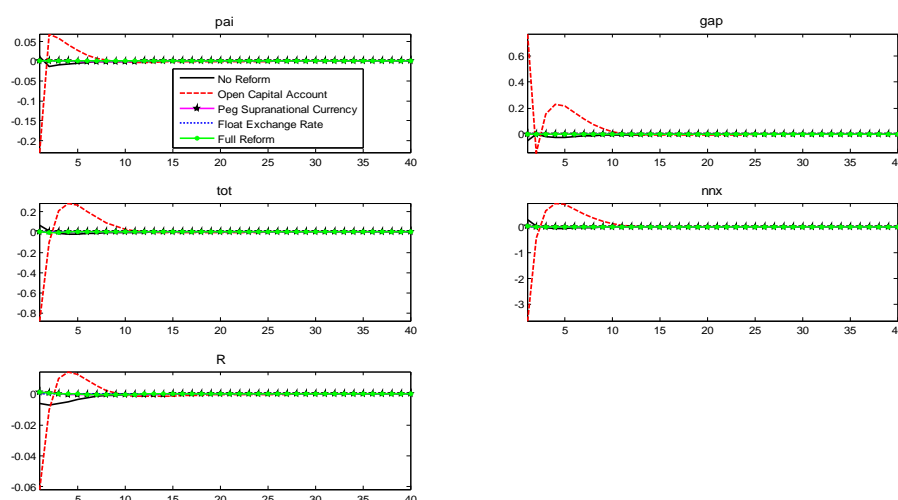 pai
0.05
0
-0.05
-0.1
-0.15
-0.2
No Reform
Open Capital Account
Peg Supranational Currency
Float Exchange Rate
Full Reform
5 10 15 20 25 30 35 40
gap
0.6
0.4
0.2
0
5 10 15 20 25 30 35 40
tot
0.2
0
-0.2
-0.4
-0.6
-0.8
5 10 15 20 25 30 35 40
nnx
0
-1
-2
-3
5 10 15 20 25 30 35 40
R
0
-0.02
-0.04
-0.06
5 10 15 20 25 30 35 40